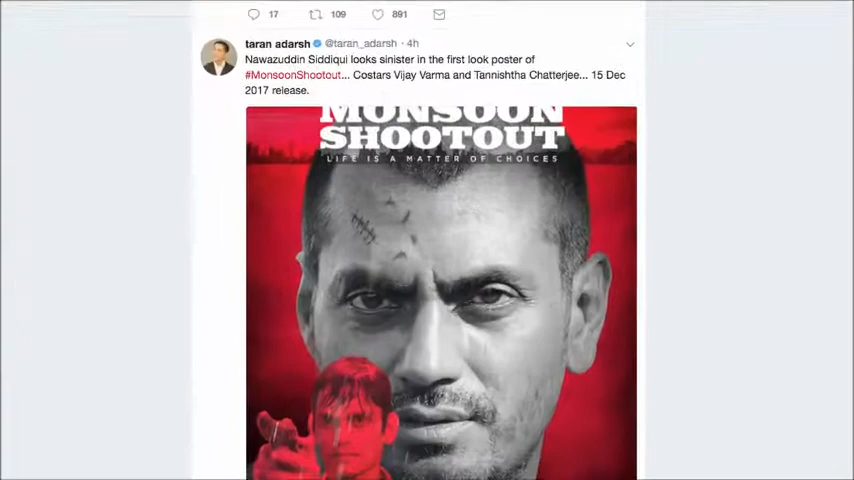 17 109 891
taran adarsh @taran_adarsh · 4h
Nawazuddin Siddiqui looks sinister in the first look poster of
#MonsoonShootout... Costars Vijay Varma and Tannishtha Chatterjee... 15 Dec
2017 release.
MONSOON
SHOOTOUT
LIFE IS A MATTER OF CHOICES